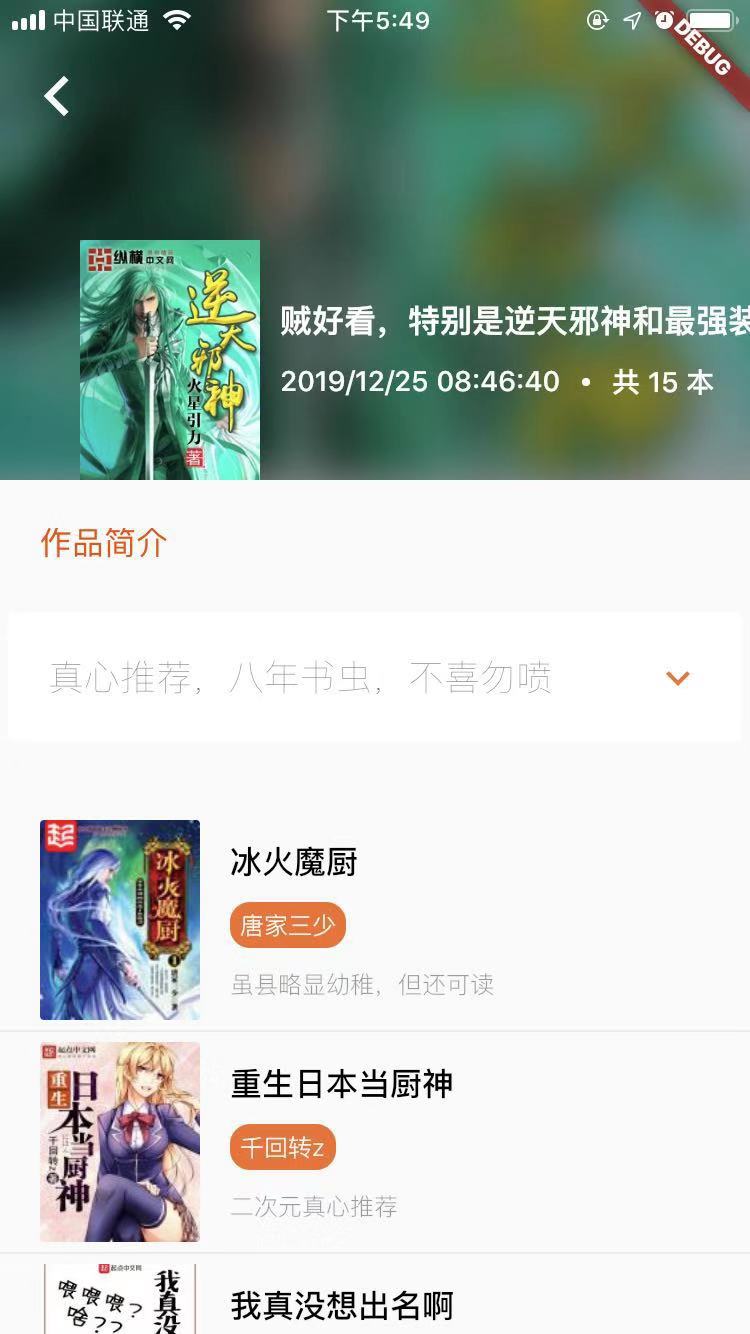 中国联通
下午5:49
DEBUG
纵横
中文网
逆天邪神
火星引力
著
贼好看，特别是逆天邪神和最强装
2019/12/25 08:46:40 • 共 15 本
作品简介
真心推荐，八年书虫，不喜勿喷
起
冰火魔厨
1
冰火魔厨
唐家三少
虽县略显幼稚，但还可读
起点中文网
重生
日本当厨神
千回转z著
重生日本当厨神
千回转z
二次元真心推荐
起点中文网
喂喂喂？
啥？？
我真没
我真没想出名啊